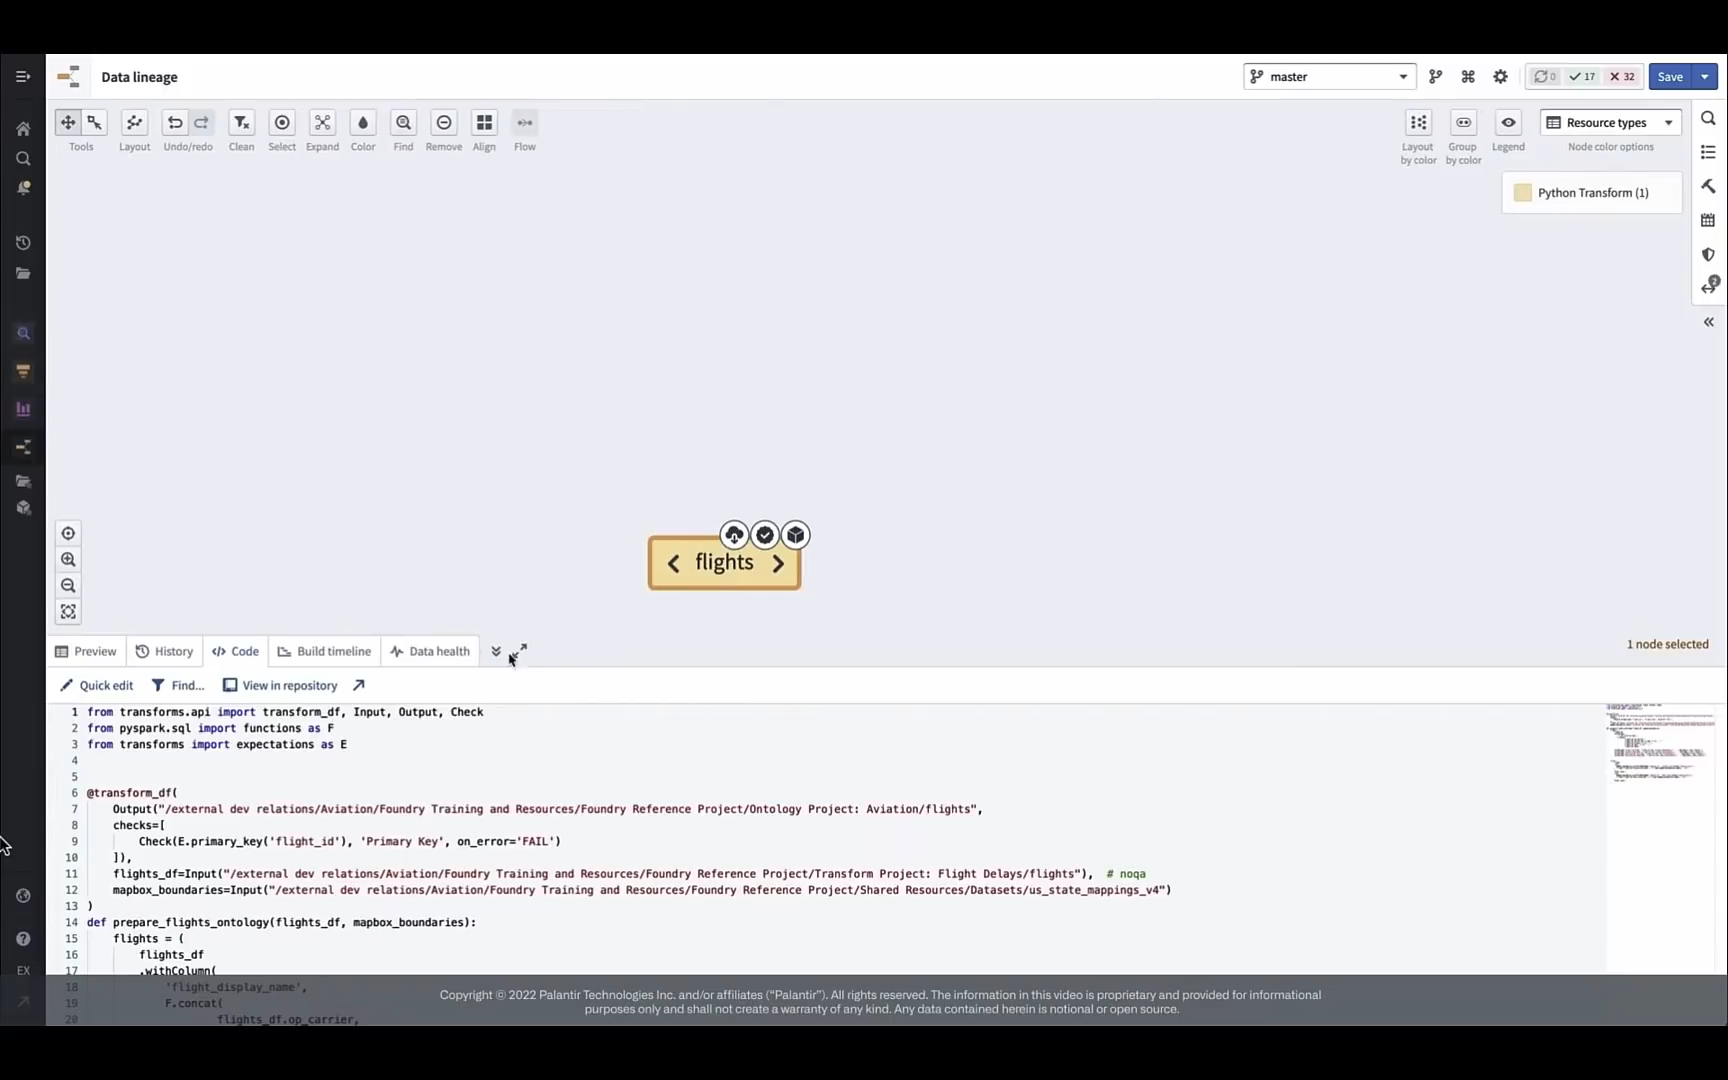 Data lineage
master
0
17
32
Save
Tools
Layout
Undo/redo
Clean
Select
Expand
Color
Find
Remove
Align
Flow
Layout
by color
Group
by color
Legend
Resource types
Node color options
Python Transform (1)
2
flights
Preview
History
</> Code
Build timeline
Data health
1 node selected
Quick edit
Find...
View in repository
1 from transforms.api import transform_df, Input, Output, Check
2 from pyspark.sql import functions as F
3 from transforms import expectations as E
4
5
6 @transform_df(
7 Output("/external dev relations/Aviation/Foundry Training and Resources/Foundry Reference Project/Ontology Project: Aviation/flights",
8 checks=[
9 Check(E.primary_key('flight_id'), 'Primary Key', on_error='FAIL')
10 ]),
11 flights_df=Input("/external dev relations/Aviation/Foundry Training and Resources/Foundry Reference Project/Transform Project: Flight Delays/flights"), # noqa
12 mapbox_boundaries=Input("/external dev relations/Aviation/Foundry Training and Resources/Foundry Reference Project/Shared Resources/Datasets/us_state_mappings_v4")
13 )
14 def prepare_flights_ontology(flights_df, mapbox_boundaries):
15 flights = (
16 flights_df
17 .withColumn(
18 'flight_display_name',
19 F.concat(
20 flights_df.op_carrier,
EX
Copyright © 2022 Palantir Technologies Inc. and/or affiliates (“Palantir”). All rights reserved. The information in this video is proprietary and provided for informational
purposes only and shall not create a warranty of any kind. Any data contained herein is notional or open source.